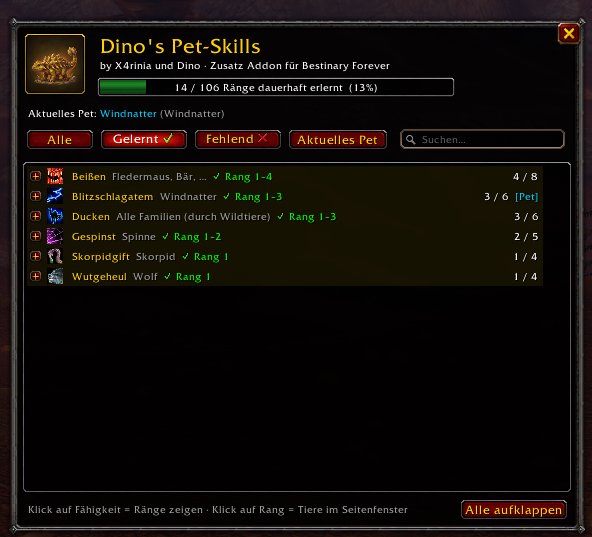 Dino's Pet-Skills
by X4rinia und Dino · Zusatz Addon für Bestinary Forever
14 / 106 Ränge dauerhaft erlernt (13%)
Aktuelles Pet: Windnatter (Windnatter)
Alle Gelernt Fehlend Aktuelles Pet Suchen...
Beißen Fledermaus, Bär, ... Rang 1-4 4 / 8
Blitzschlagatem Windnatter Rang 1-3 3 / 6 [Pet]
Ducken Alle Familien (durch Wildtiere) Rang 1-3 3 / 6
Gespinst Spinne Rang 1-2 2 / 5
Skorpidgift Skorpid Rang 1 1 / 4
Wutgeheul Wolf Rang 1 1 / 4
Klick auf Fähigkeit = Ränge zeigen · Klick auf Rang = Tiere im Seitenfenster Alle aufklappen